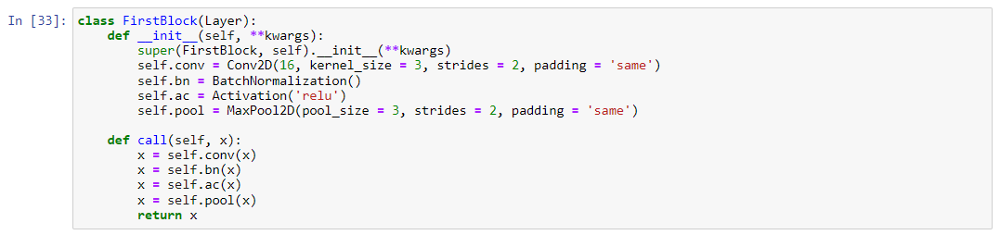 In [33]: class FirstBlock(Layer):
    def __init__(self, **kwargs):
        super(FirstBlock, self).__init__(**kwargs)
        self.conv = Conv2D(16, kernel_size = 3, strides = 2, padding = 'same')
        self.bn = BatchNormalization()
        self.ac = Activation('relu')
        self.pool = MaxPool2D(pool_size = 3, strides = 2, padding = 'same')

    def call(self, x):
        x = self.conv(x)
        x = self.bn(x)
        x = self.ac(x)
        x = self.pool(x)
        return x